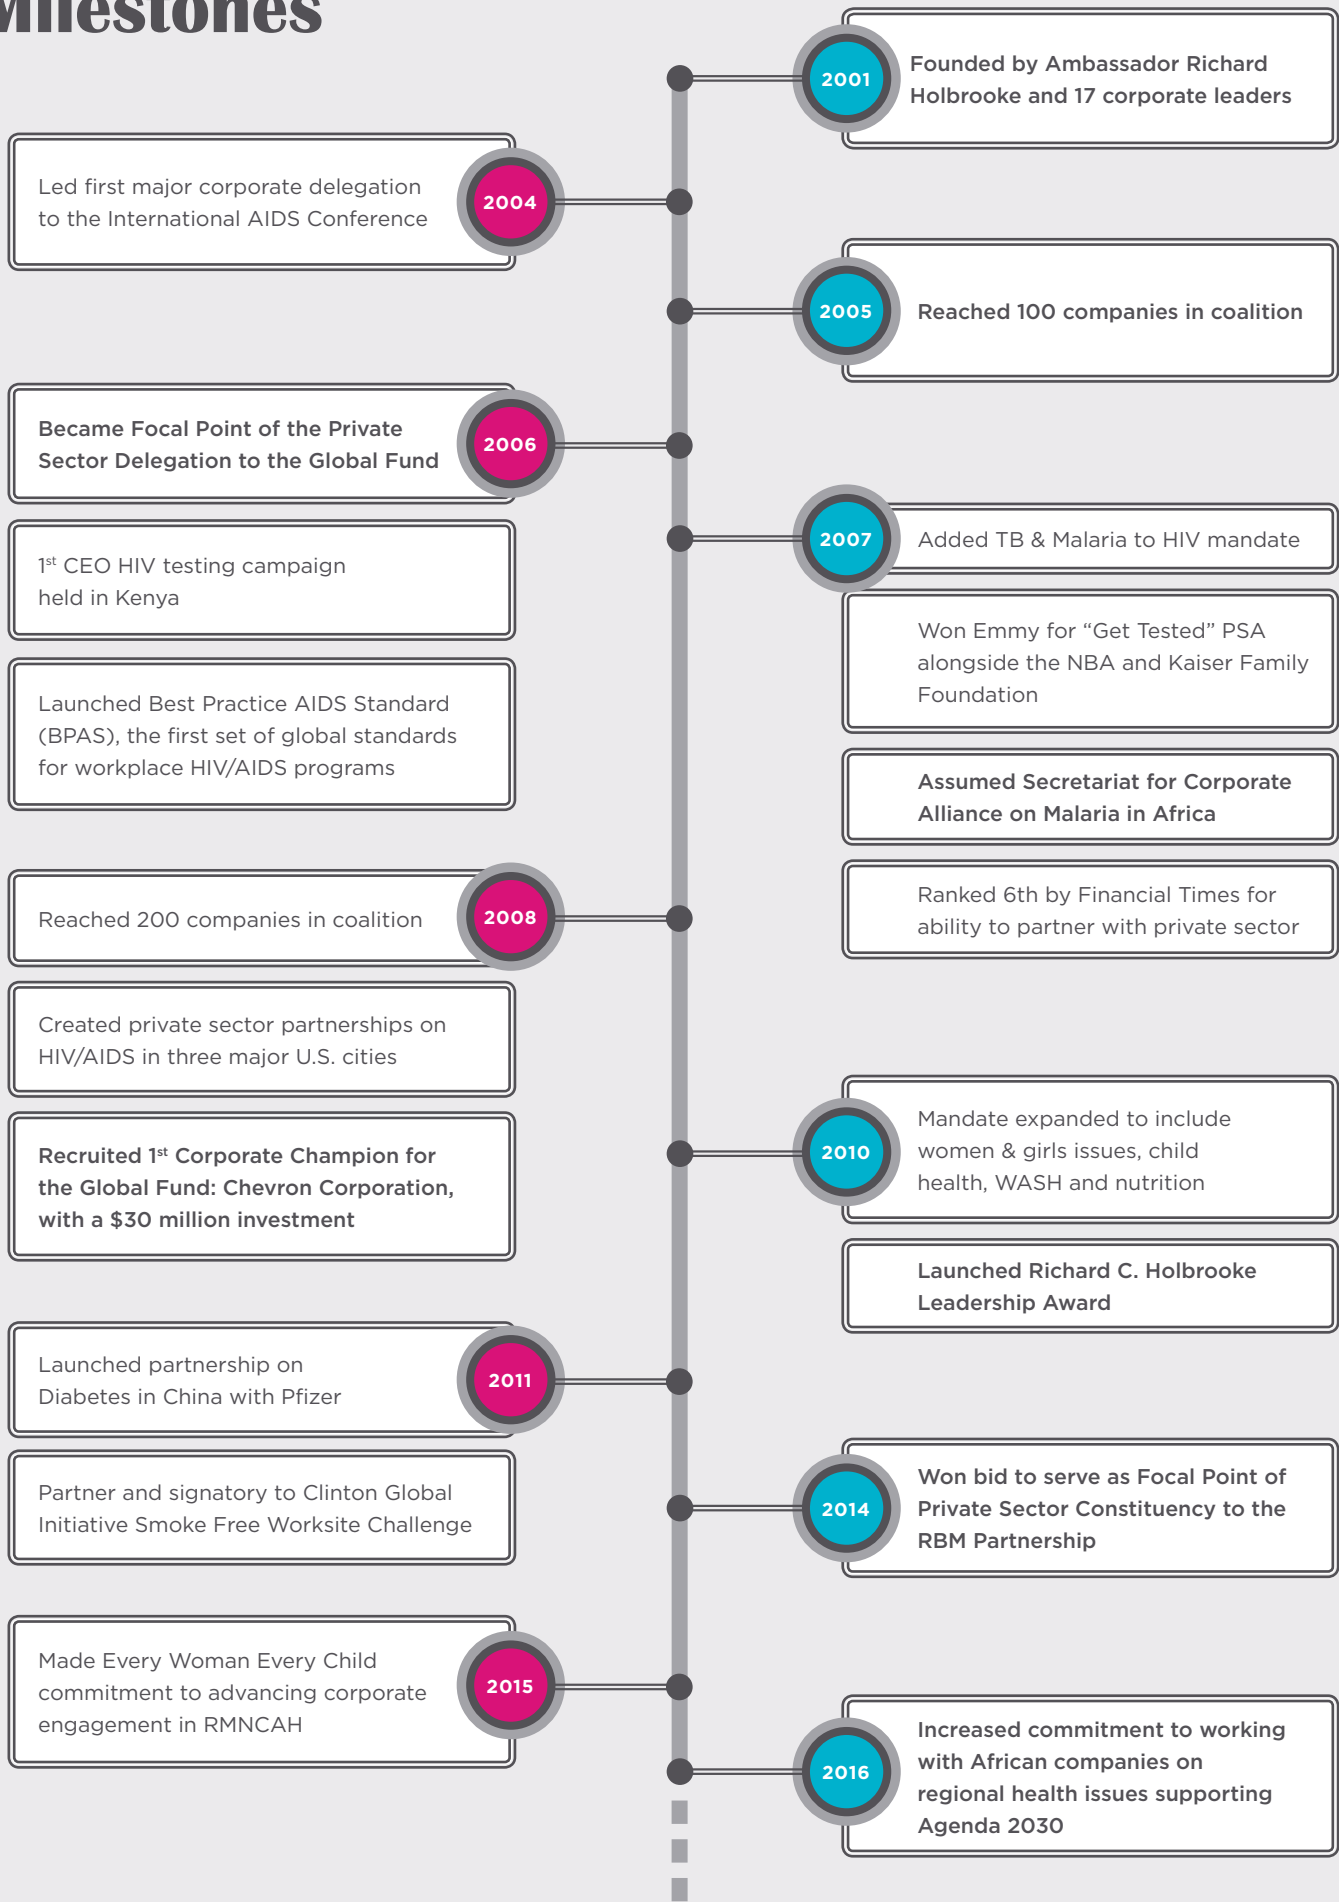 Milestones
2001
Founded by Ambassador Richard
Holbrooke and 17 corporate leaders
Led first major corporate delegation
to the International AIDS Conference
2004
2005
Reached 100 companies in coalition
Became Focal Point of the Private
Sector Delegation to the Global Fund
2006
1st CEO HIV testing campaign
held in Kenya
Launched Best Practice AIDS Standard
(BPAS), the first set of global standards
for workplace HIV/AIDS programs
2007
Added TB & Malaria to HIV mandate
Won Emmy for “Get Tested” PSA
alongside the NBA and Kaiser Family
Foundation
Assumed Secretariat for Corporate
Alliance on Malaria in Africa
Ranked 6th by Financial Times for
ability to partner with private sector
Reached 200 companies in coalition
2008
Created private sector partnerships on
HIV/AIDS in three major U.S. cities
Recruited 1st Corporate Champion for
the Global Fund: Chevron Corporation,
with a $30 million investment
2010
Mandate expanded to include
women & girls issues, child
health, WASH and nutrition
Launched Richard C. Holbrooke
Leadership Award
Launched partnership on
Diabetes in China with Pfizer
2011
Partner and signatory to Clinton Global
Initiative Smoke Free Worksite Challenge
2014
Won bid to serve as Focal Point of
Private Sector Constituency to the
RBM Partnership
Made Every Woman Every Child
commitment to advancing corporate
engagement in RMNCAH
2015
2016
Increased commitment to working
with African companies on
regional health issues supporting
Agenda 2030